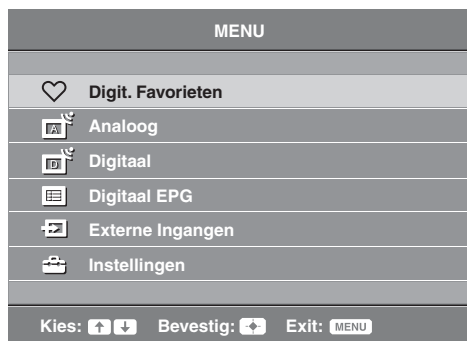 MENU
Digit. Favorieten
A Analoog
D Digitaal
Digitaal EPG
Externe Ingangen
Instellingen
Kies: Bevestig: Exit: MENU